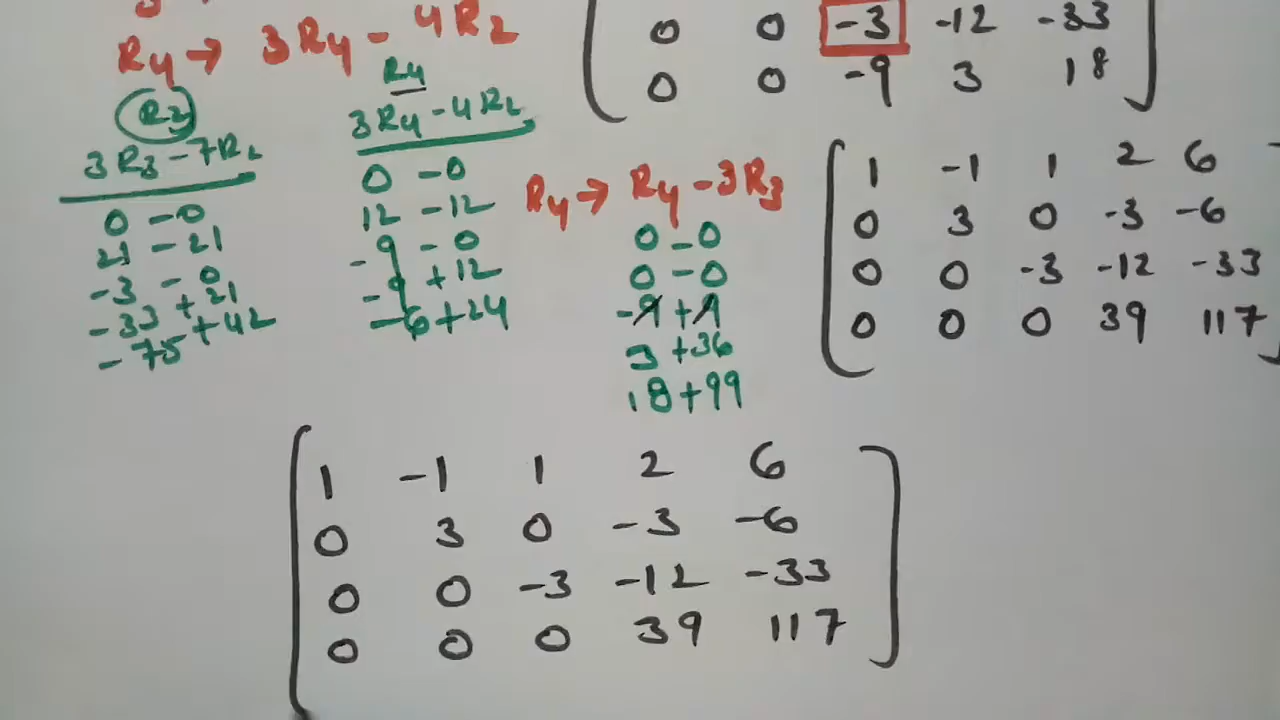 R4 → 3R4 - 4R2
0 0 -3 -12 -33
0 0 -9 3 18
R3
3R3 - 7R2
0 - 0
21 - 21
-3 - 0
-33 + 21
-75 + 42
R4
3R4 - 4R2
0 - 0
12 - 12
-9 - 0
-9 + 12
-6 + 24
R4 → R4 - 3R3
0 - 0
0 - 0
-9 + 9
3 + 36
18 + 99
1 -1 1 2 6
0 3 0 -3 -6
0 0 -3 -12 -33
0 0 0 39 117
1 -1 1 2 6
0 3 0 -3 -6
0 0 -3 -12 -33
0 0 0 39 117